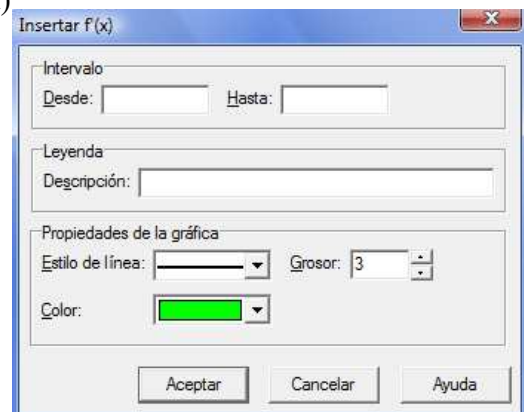 )
Insertar f'(x)
Intervalo
Desde: Hasta:
Leyenda
Descripción:
Propiedades de la gráfica
Estilo de línea: Grosor: 3
Color:
Aceptar Cancelar Ayuda